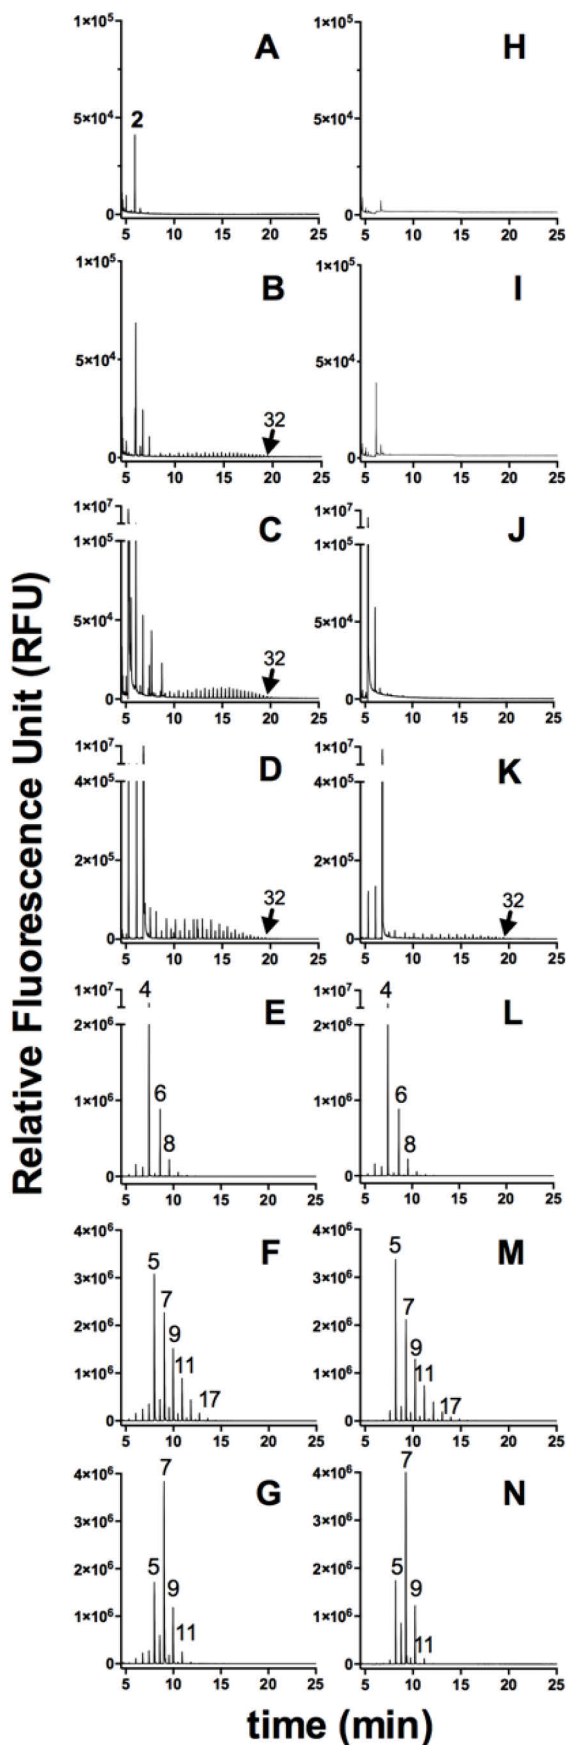 Relative Fluorescence Unit (RFU)
A
1×10⁵
5×10⁴
0
2
5 10 15 20 25
H
1×10⁵
5×10⁴
0
5 10 15 20 25
B
1×10⁵
5×10⁴
0
32
5 10 15 20 25
I
1×10⁵
5×10⁴
0
5 10 15 20 25
C
1×10⁷
1×10⁵
5×10⁴
0
32
5 10 15 20 25
J
1×10⁷
1×10⁵
5×10⁴
0
5 10 15 20 25
D
1×10⁷
4×10⁵
2×10⁵
0
32
5 10 15 20 25
K
1×10⁷
4×10⁵
2×10⁵
0
32
5 10 15 20 25
E
1×10⁷
2×10⁶
1×10⁶
0
4
6
8
5 10 15 20 25
L
1×10⁷
2×10⁶
1×10⁶
0
4
6
8
5 10 15 20 25
F
4×10⁶
3×10⁶
2×10⁶
1×10⁶
0
5
7
9
11
17
5 10 15 20 25
M
4×10⁶
3×10⁶
2×10⁶
1×10⁶
0
5
7
9
11
17
5 10 15 20 25
G
4×10⁶
3×10⁶
2×10⁶
1×10⁶
0
7
5
9
11
5 10 15 20 25
N
4×10⁶
3×10⁶
2×10⁶
1×10⁶
0
7
5
9
11
5 10 15 20 25
time (min)